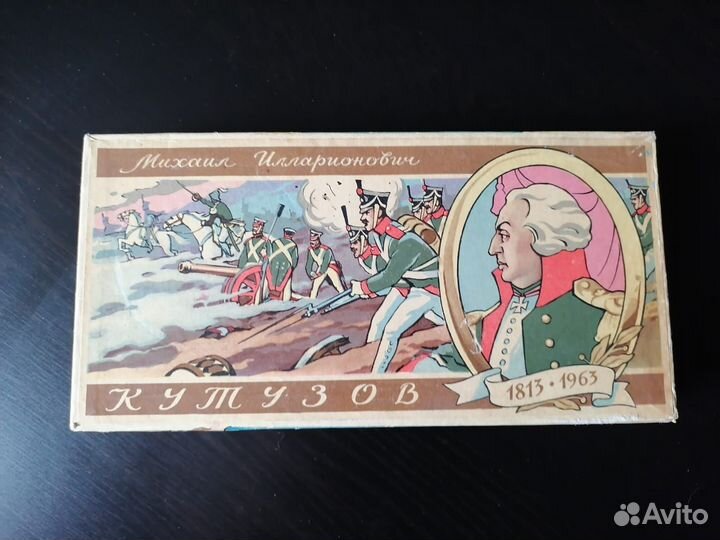 Михаил Илларионович
КУТУЗОВ
1813 · 1963
Avito